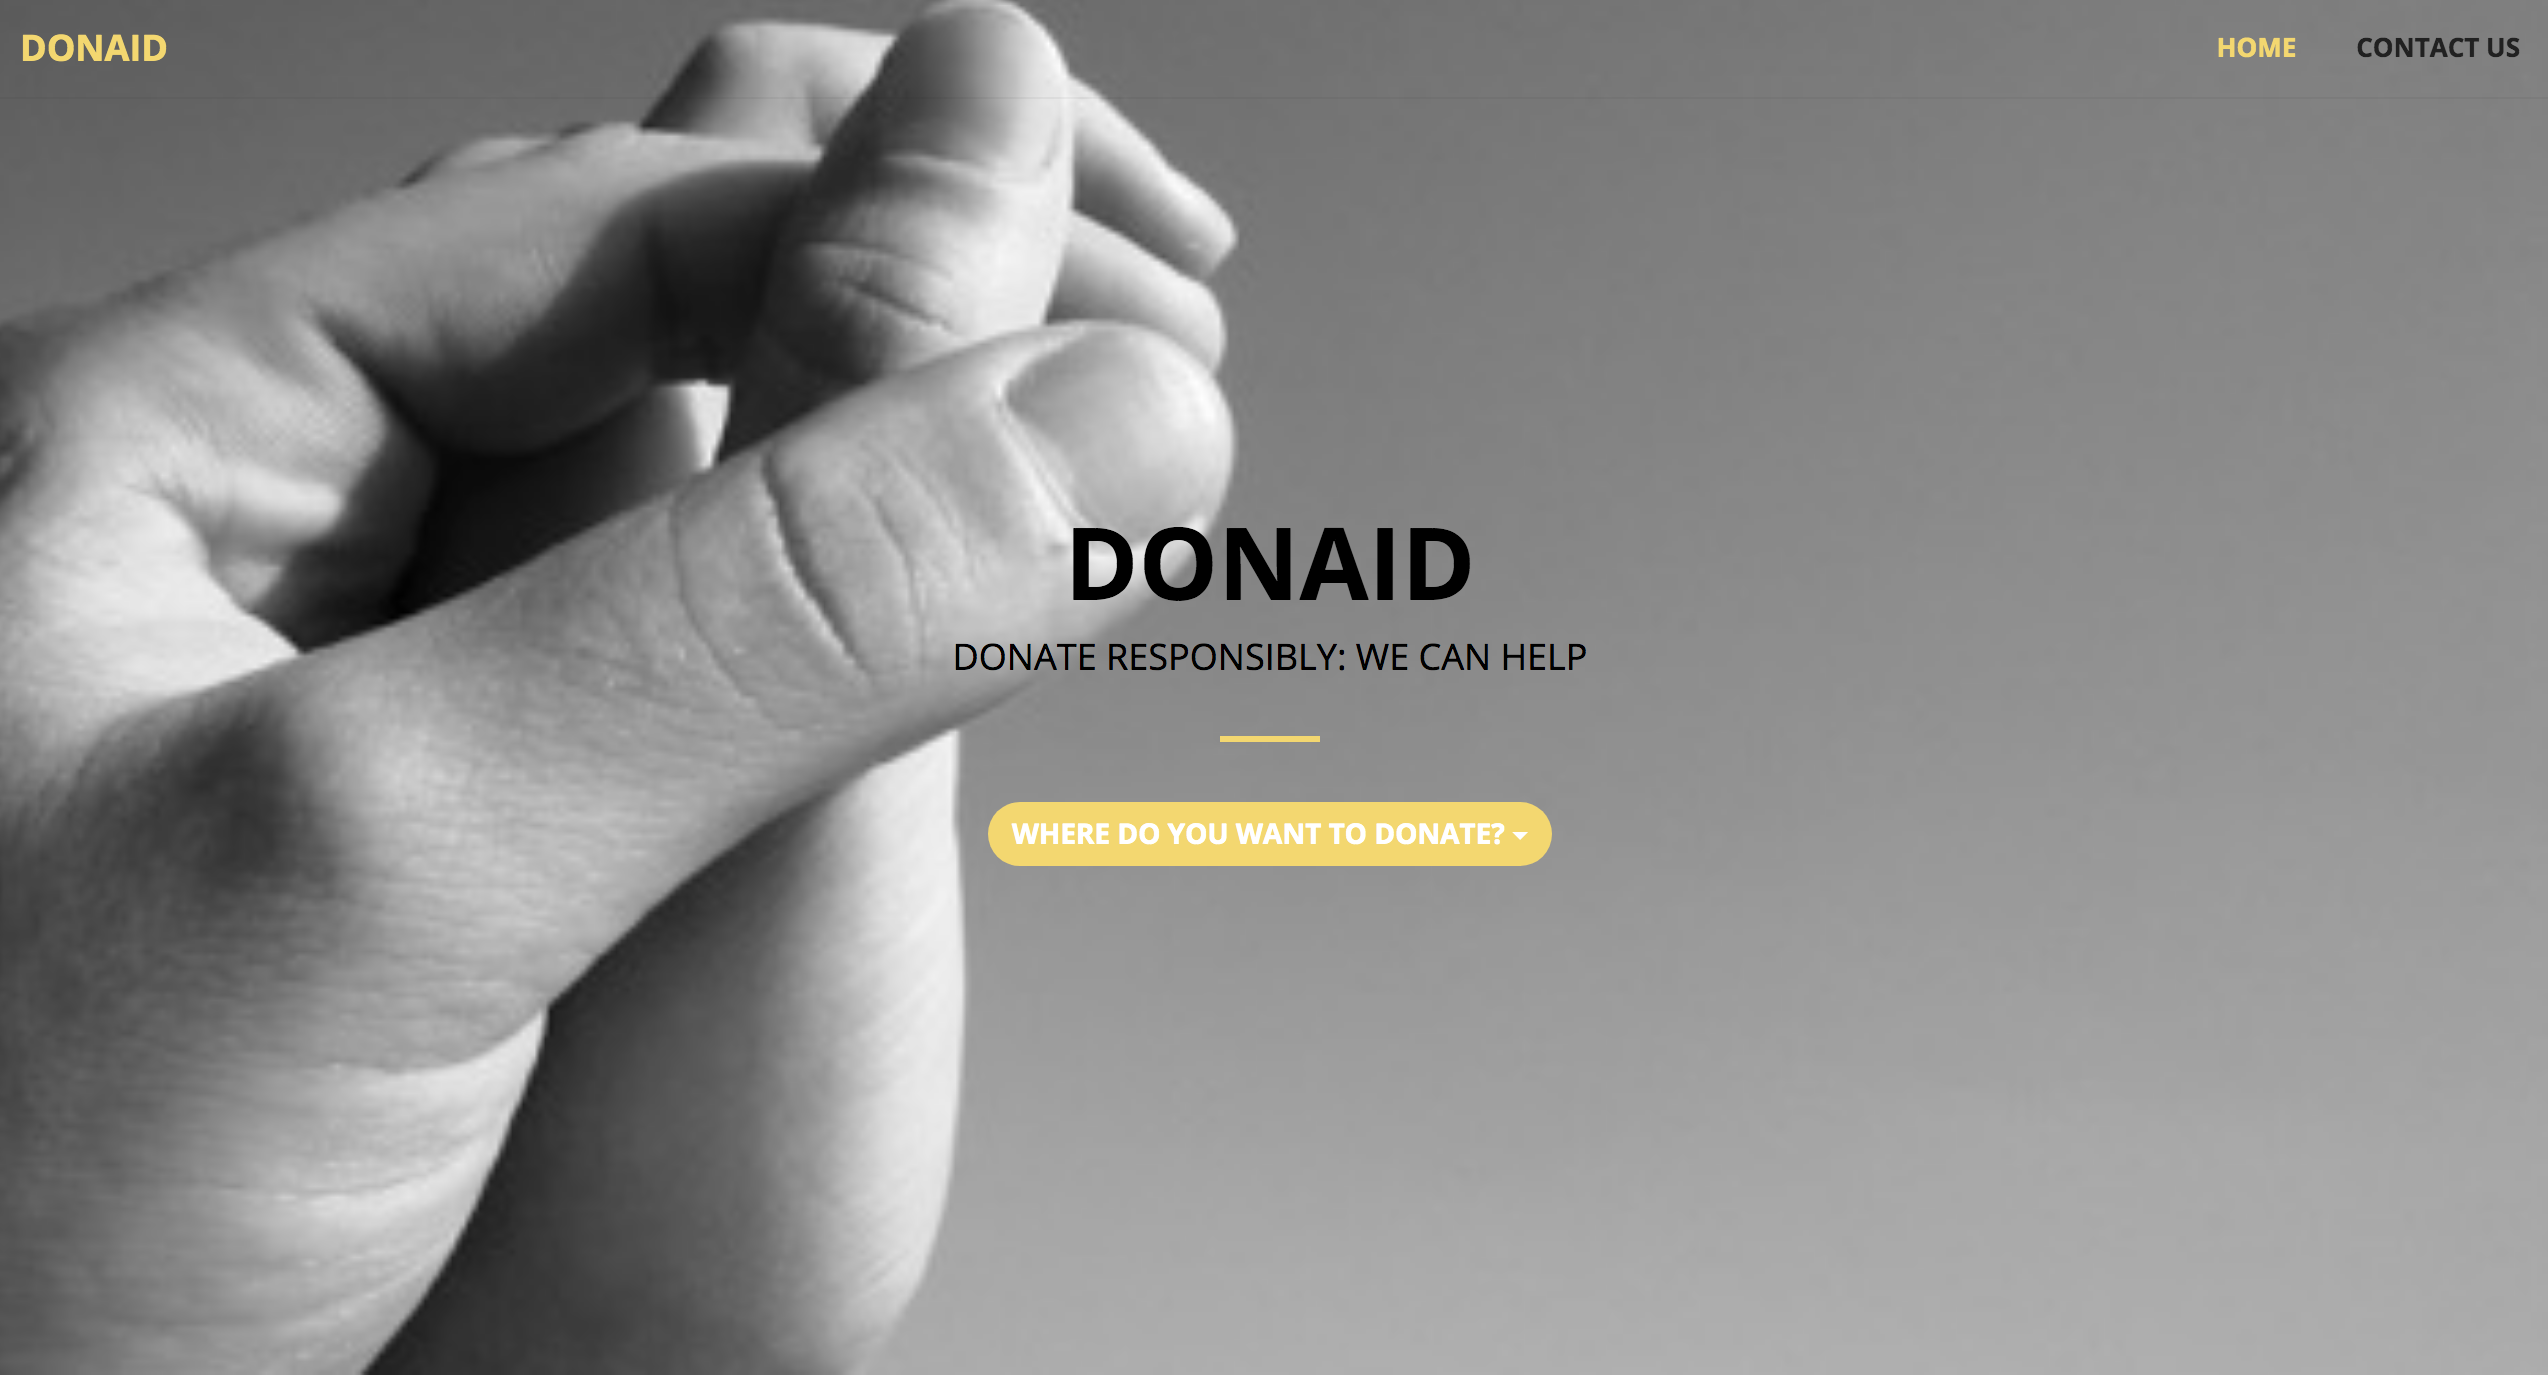 DONAID
HOME
CONTACT US
DONAID
DONATE RESPONSIBLY: WE CAN HELP
WHERE DO YOU WANT TO DONATE?